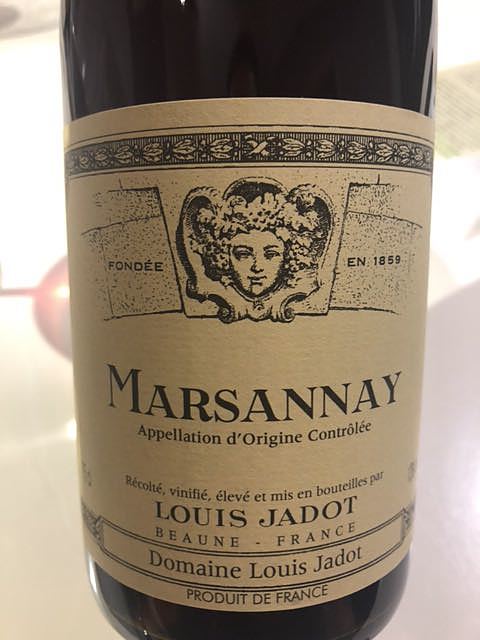 FONDÉE EN 1859
MARSANNAY
Appellation d'Origine Contrôlée
Récolté, vinifié, élevé et mis en bouteilles par
LOUIS JADOT
BEAUNE - FRANCE
Domaine Louis Jadot
PRODUIT DE FRANCE